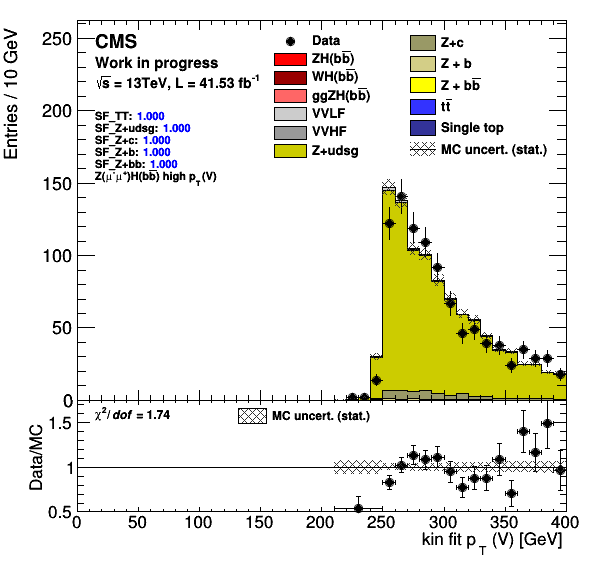 CMS
Work in progress
√s = 13TeV, L = 41.53 fb⁻¹
SF_TT: 1.000
SF_Z+udsg: 1.000
SF_Z+c: 1.000
SF_Z+b: 1.000
SF_Z+bb: 1.000
Z(μ⁻μ⁺)H(bb̅) high p_T(V)
Data
ZH(bb̅)
WH(bb̅)
ggZH(bb̅)
VVLF
VVHF
Z+udsg
Z+c
Z + b
Z + bb̅
tt̅
Single top
MC uncert. (stat.)
Entries / 10 GeV
250
200
150
100
50
0
χ²/dof = 1.74
MC uncert. (stat.)
Data/MC
1.5
1
0.5
0 50 100 150 200 250 300 350 400
kin fit p_T (V) [GeV]